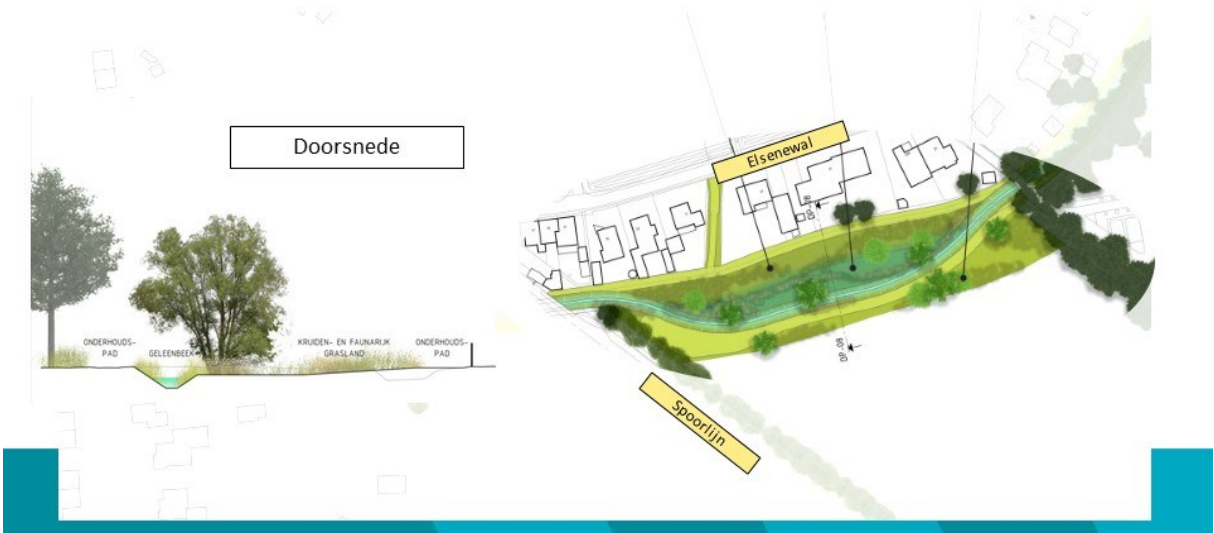 Doorsnede
ONDERHOUDS-
PAD
GELEENBEEK
KRUIDEN- EN FAUNARIJK
GRASLAND
ONDERHOUDS-
PAD
Elsenewal
Spoorlijn